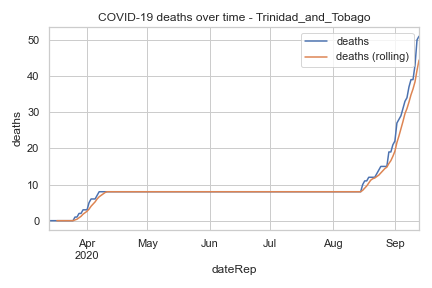 COVID-19 deaths over time - Trinidad_and_Tobago
deaths
deaths (rolling)
50
40
30
20
10
0
deaths
Apr
2020
May
Jun
Jul
Aug
Sep
dateRep